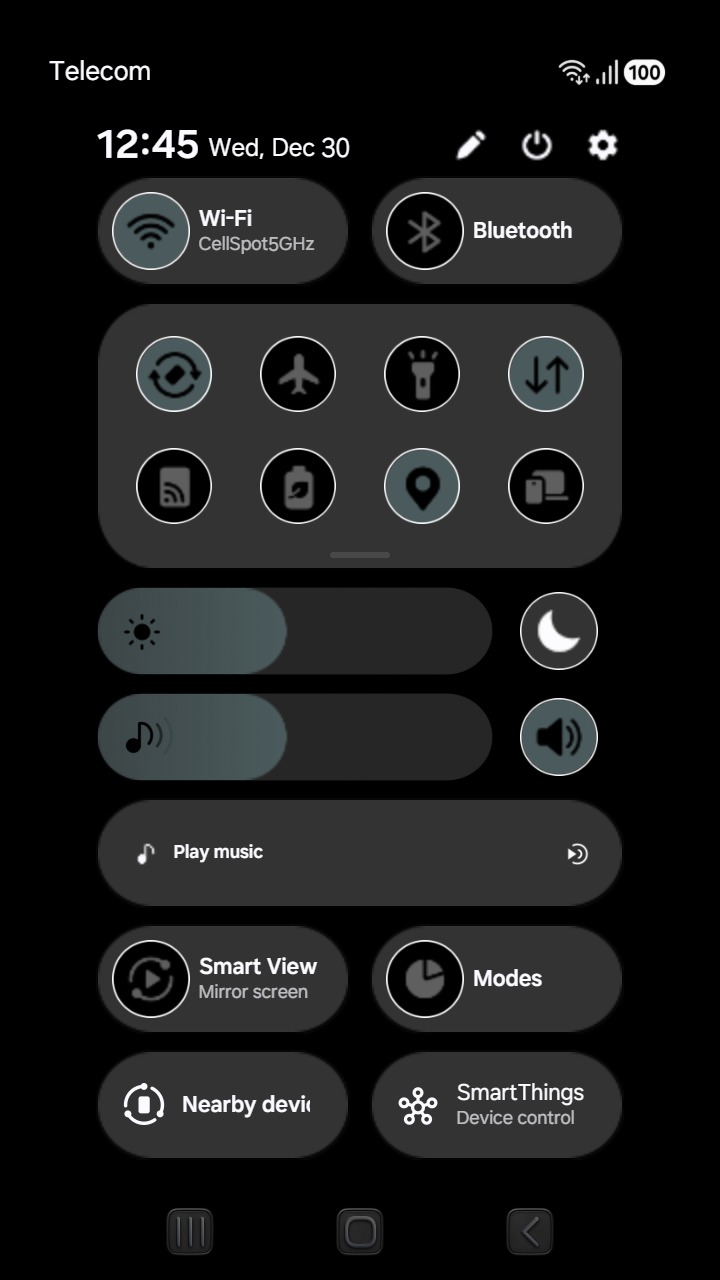 Telecom
100
12:45 Wed, Dec 30
Wi-Fi
CellSpot5GHz
Bluetooth
Play music
Smart View
Mirror screen
Modes
Nearby devi
SmartThings
Device control